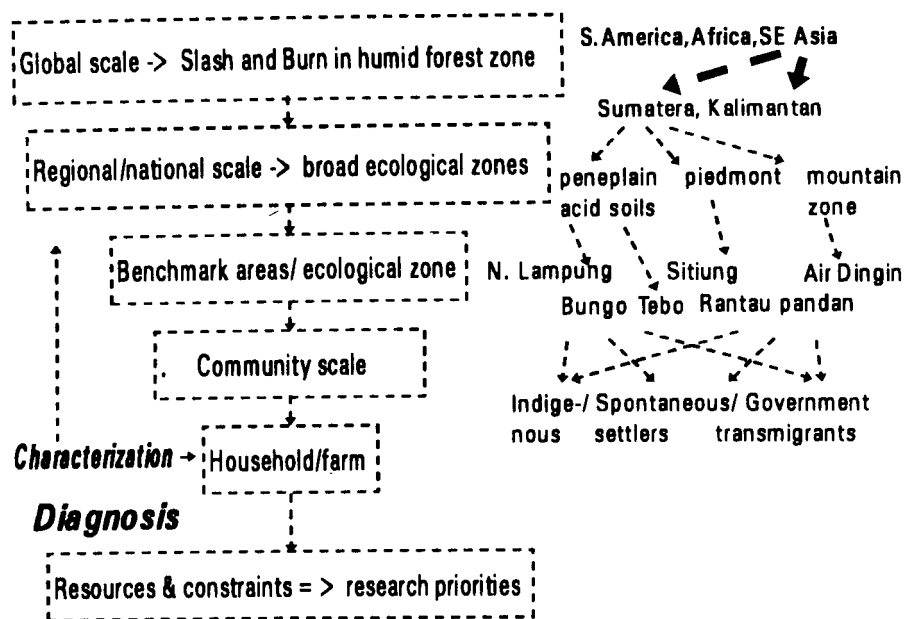 Global scale -> Slash and Burn in humid forest zone
Regional/national scale -> broad ecological zones
Benchmark areas/ ecological zone
Community scale
Characterization
Household/farm
Diagnosis
Resources & constraints = > research priorities
S.America,Africa,SE Asia
Sumatera, Kalimantan
peneplain piedmont mountain
acid soils zone
N. Lampung Sitiung Air Dingin
Bungo Tebo Rantau pandan
Indige-/ Spontaneous/ Government
nous settlers transmigrants